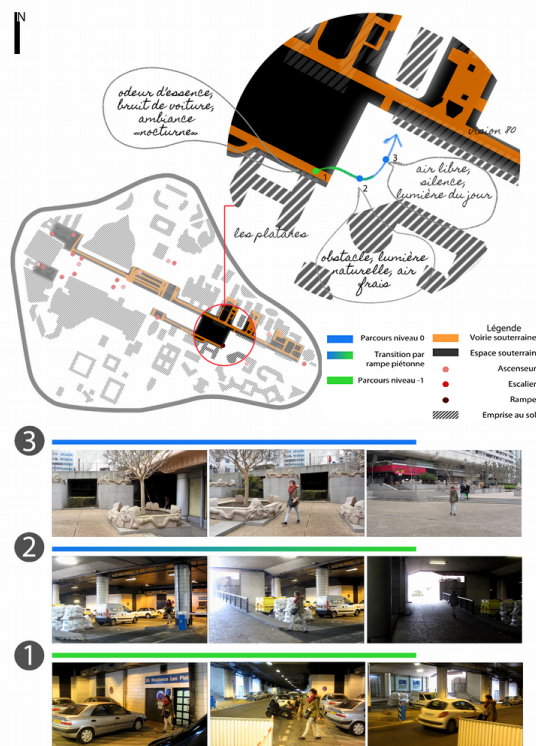 N
odeur d'essence,
bruit de voiture,
ambiance
«nocturne»
vision 80
1
2
3
air libre,
silence,
lumière du jour
les platanes
obstacle, lumière
naturelle, air
frais
Légende
Parcours niveau 0
Transition par
rampe piétonne
Parcours niveau -1
Voirie souterraine
Espace souterrain
Ascenseur
Escalier
Rampe
Emprise au sol
3
2
1